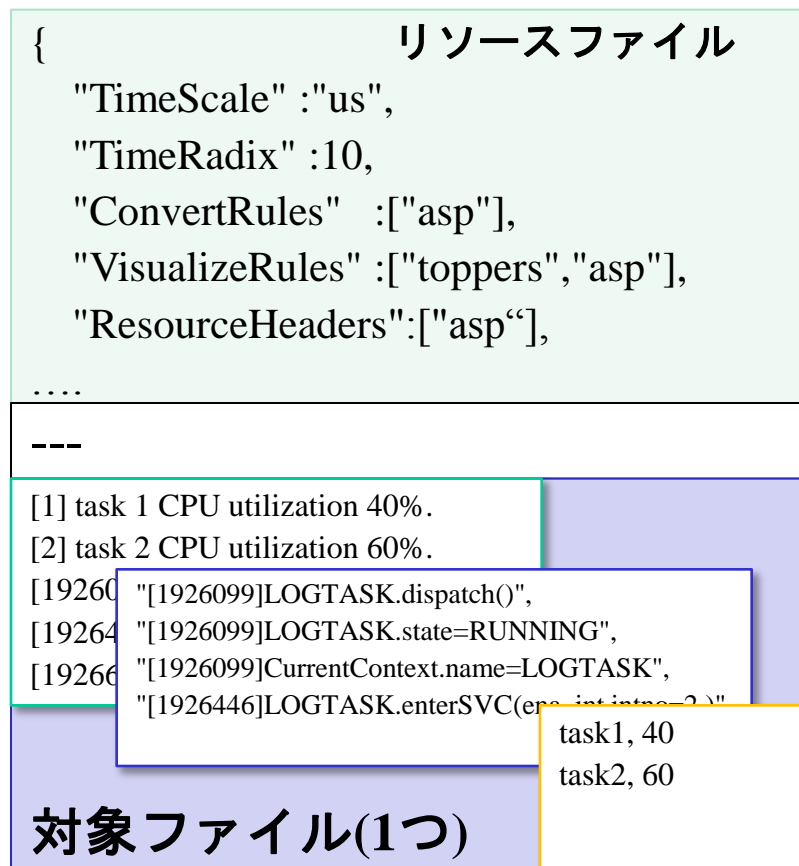 { リソースファイル
"TimeScale" :"us",
"TimeRadix" :10,
"ConvertRules" :["asp"],
"VisualizeRules" :["toppers","asp"],
"ResourceHeaders":["asp“],
….
---
[1] task 1 CPU utilization 40%.
[2] task 2 CPU utilization 60%.
[19260
[19264
[19266
"[1926099]LOGTASK.dispatch()",
"[1926099]LOGTASK.state=RUNNING",
"[1926099]CurrentContext.name=LOGTASK",
"[1926446]LOGTASK.enterSVC(ena_int,intno=2.)"
task1, 40
task2, 60
対象ファイル(1つ)